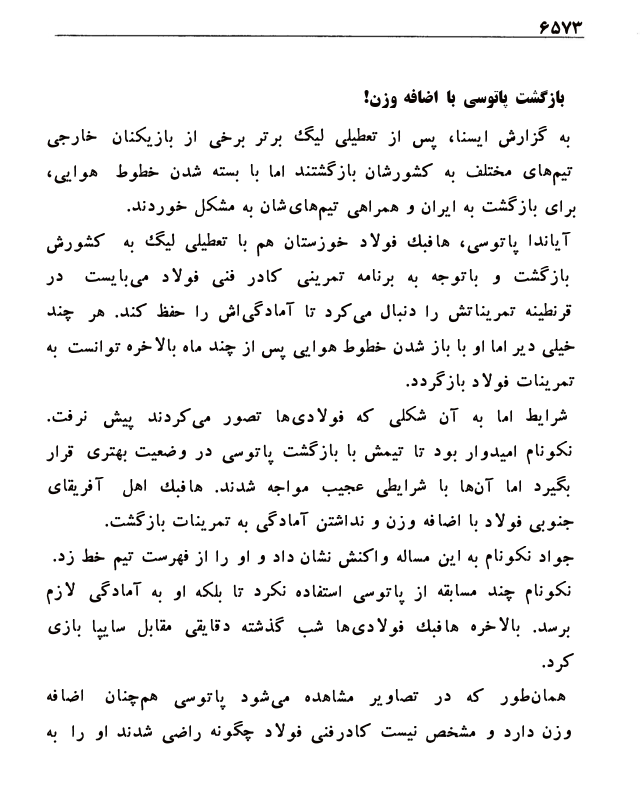 ۶۵۷۳
بازگشت پاتوسی با اضافه وزن!
به گزارش ایسنا، پس از تعطیلی لیگ برتر برخی از بازیکنان خارجی
تیم‌های مختلف به کشورشان بازگشتند اما با بسته شدن خطوط هوایی،
برای بازگشت به ایران و همراهی تیم‌های‌شان به مشکل خوردند.
آیاندا پاتوسی، هافبک فولاد خوزستان هم با تعطیلی لیگ به کشورش
بازگشت و باتوجه به برنامه تمرینی کادر فنی فولاد می‌بایست در
قرنطینه تمریناتش را دنبال می‌کرد تا آمادگی‌اش را حفظ کند. هر چند
خیلی دیر اما او با باز شدن خطوط هوایی پس از چند ماه بالاخره توانست به
تمرینات فولاد بازگردد.
شرایط اما به آن شکلی که فولادی‌ها تصور می‌کردند پیش نرفت.
نکونام امیدوار بود تا تیمش با بازگشت پاتوسی در وضعیت بهتری قرار
بگیرد اما آن‌ها با شرایطی عجیب مواجه شدند. هافبک اهل آفریقای
جنوبی فولاد با اضافه وزن و نداشتن آمادگی به تمرینات بازگشت.
جواد نکونام به این مساله واکنش نشان داد و او را از فهرست تیم خط زد.
نکونام چند مسابقه از پاتوسی استفاده نکرد تا بلکه او به آمادگی لازم
برسد. بالاخره هافبک فولادی‌ها شب گذشته دقایقی مقابل سایپا بازی
کرد.
همان‌طور که در تصاویر مشاهده می‌شود پاتوسی هم‌چنان اضافه
وزن دارد و مشخص نیست کادرفنی فولاد چگونه راضی شدند او را به